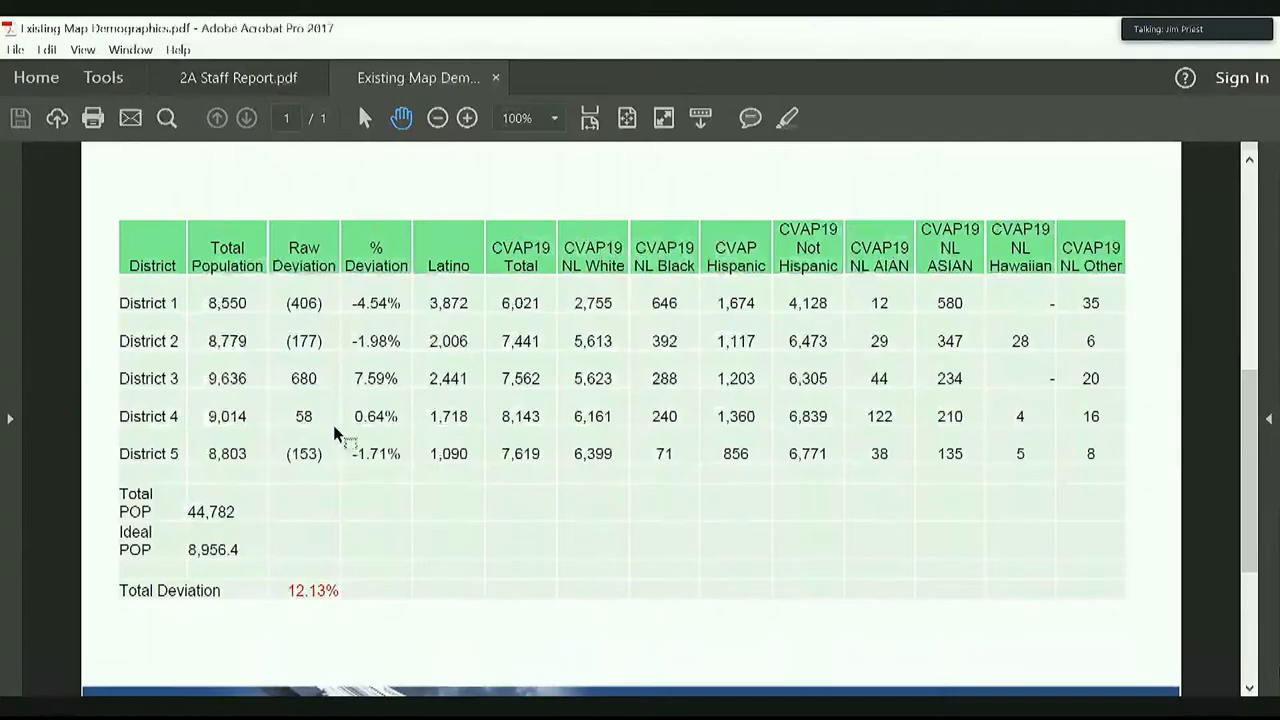 Existing Map Demographics.pdf - Adobe Acrobat Pro 2017
Talking: Jim Priest
File Edit View Window Help
Home Tools 2A Staff Report.pdf Existing Map Dem... × ? Sign In
1 / 1 100%
District Total Population Raw Deviation % Deviation Latino CVAP19 Total CVAP19 NL White CVAP19 NL Black CVAP Hispanic CVAP19 Not Hispanic CVAP19 NL AIAN CVAP19 NL ASIAN CVAP19 NL Hawaiian CVAP19 NL Other
District 1 8,550 (406) -4.54% 3,872 6,021 2,755 646 1,674 4,128 12 580 - 35
District 2 8,779 (177) -1.98% 2,006 7,441 5,613 392 1,117 6,473 29 347 28 6
District 3 9,636 680 7.59% 2,441 7,562 5,623 288 1,203 6,305 44 234 - 20
District 4 9,014 58 0.64% 1,718 8,143 6,161 240 1,360 6,839 122 210 4 16
District 5 8,803 (153) -1.71% 1,090 7,619 6,399 71 856 6,771 38 135 5 8
Total
POP 44,782
Ideal
POP 8,956.4
Total Deviation 12.13%